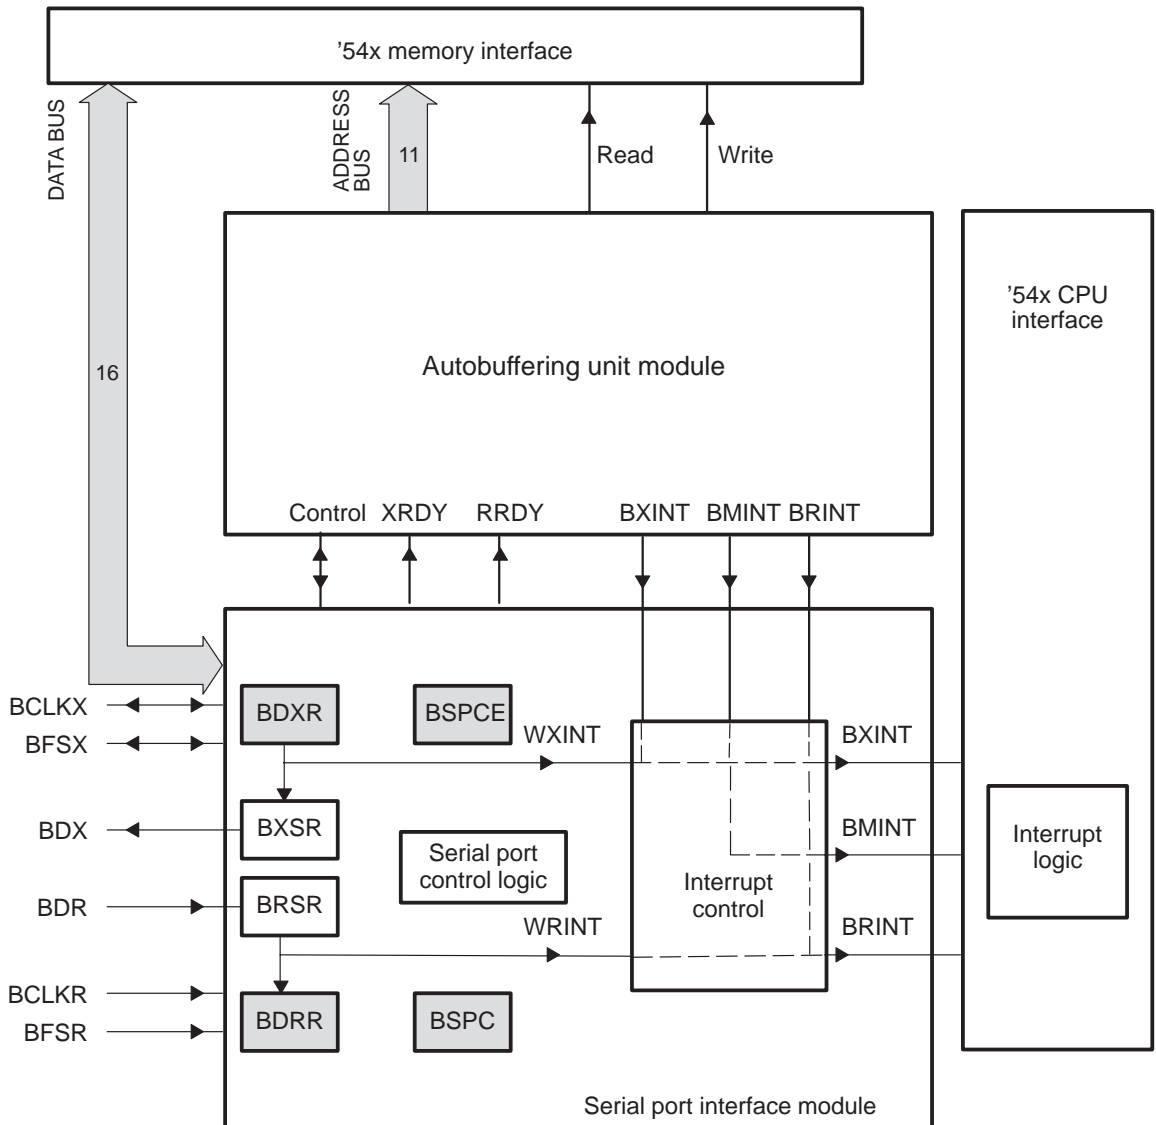 '54x memory interface
DATA BUS
ADDRESS
BUS
11
Read
Write
16
Autobuffering unit module
'54x CPU
interface
Control XRDY RRDY BXINT BMINT BRINT
BCLKX
BFSX
BDX
BDR
BCLKR
BFSR
BDXR
BSPCE
WXINT
BXINT
BXSR
Serial port
control logic
BMINT
Interrupt
logic
BRSR
Interrupt
control
WRINT
BRINT
BDRR
BSPC
Serial port interface module